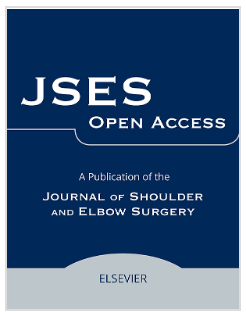 JSES
OPEN ACCESS
A Publication of the
JOURNAL OF SHOULDER
AND ELBOW SURGERY
ELSEVIER